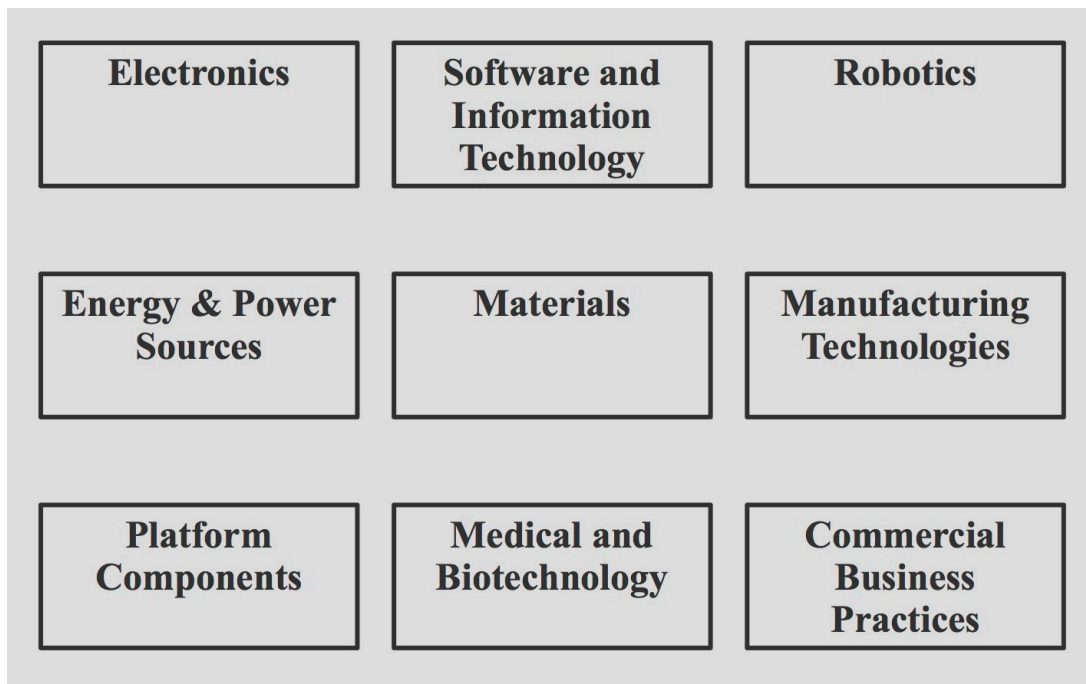 Electronics
Software and
Information
Technology
Robotics
Energy & Power
Sources
Materials
Manufacturing
Technologies
Platform
Components
Medical and
Biotechnology
Commercial
Business
Practices